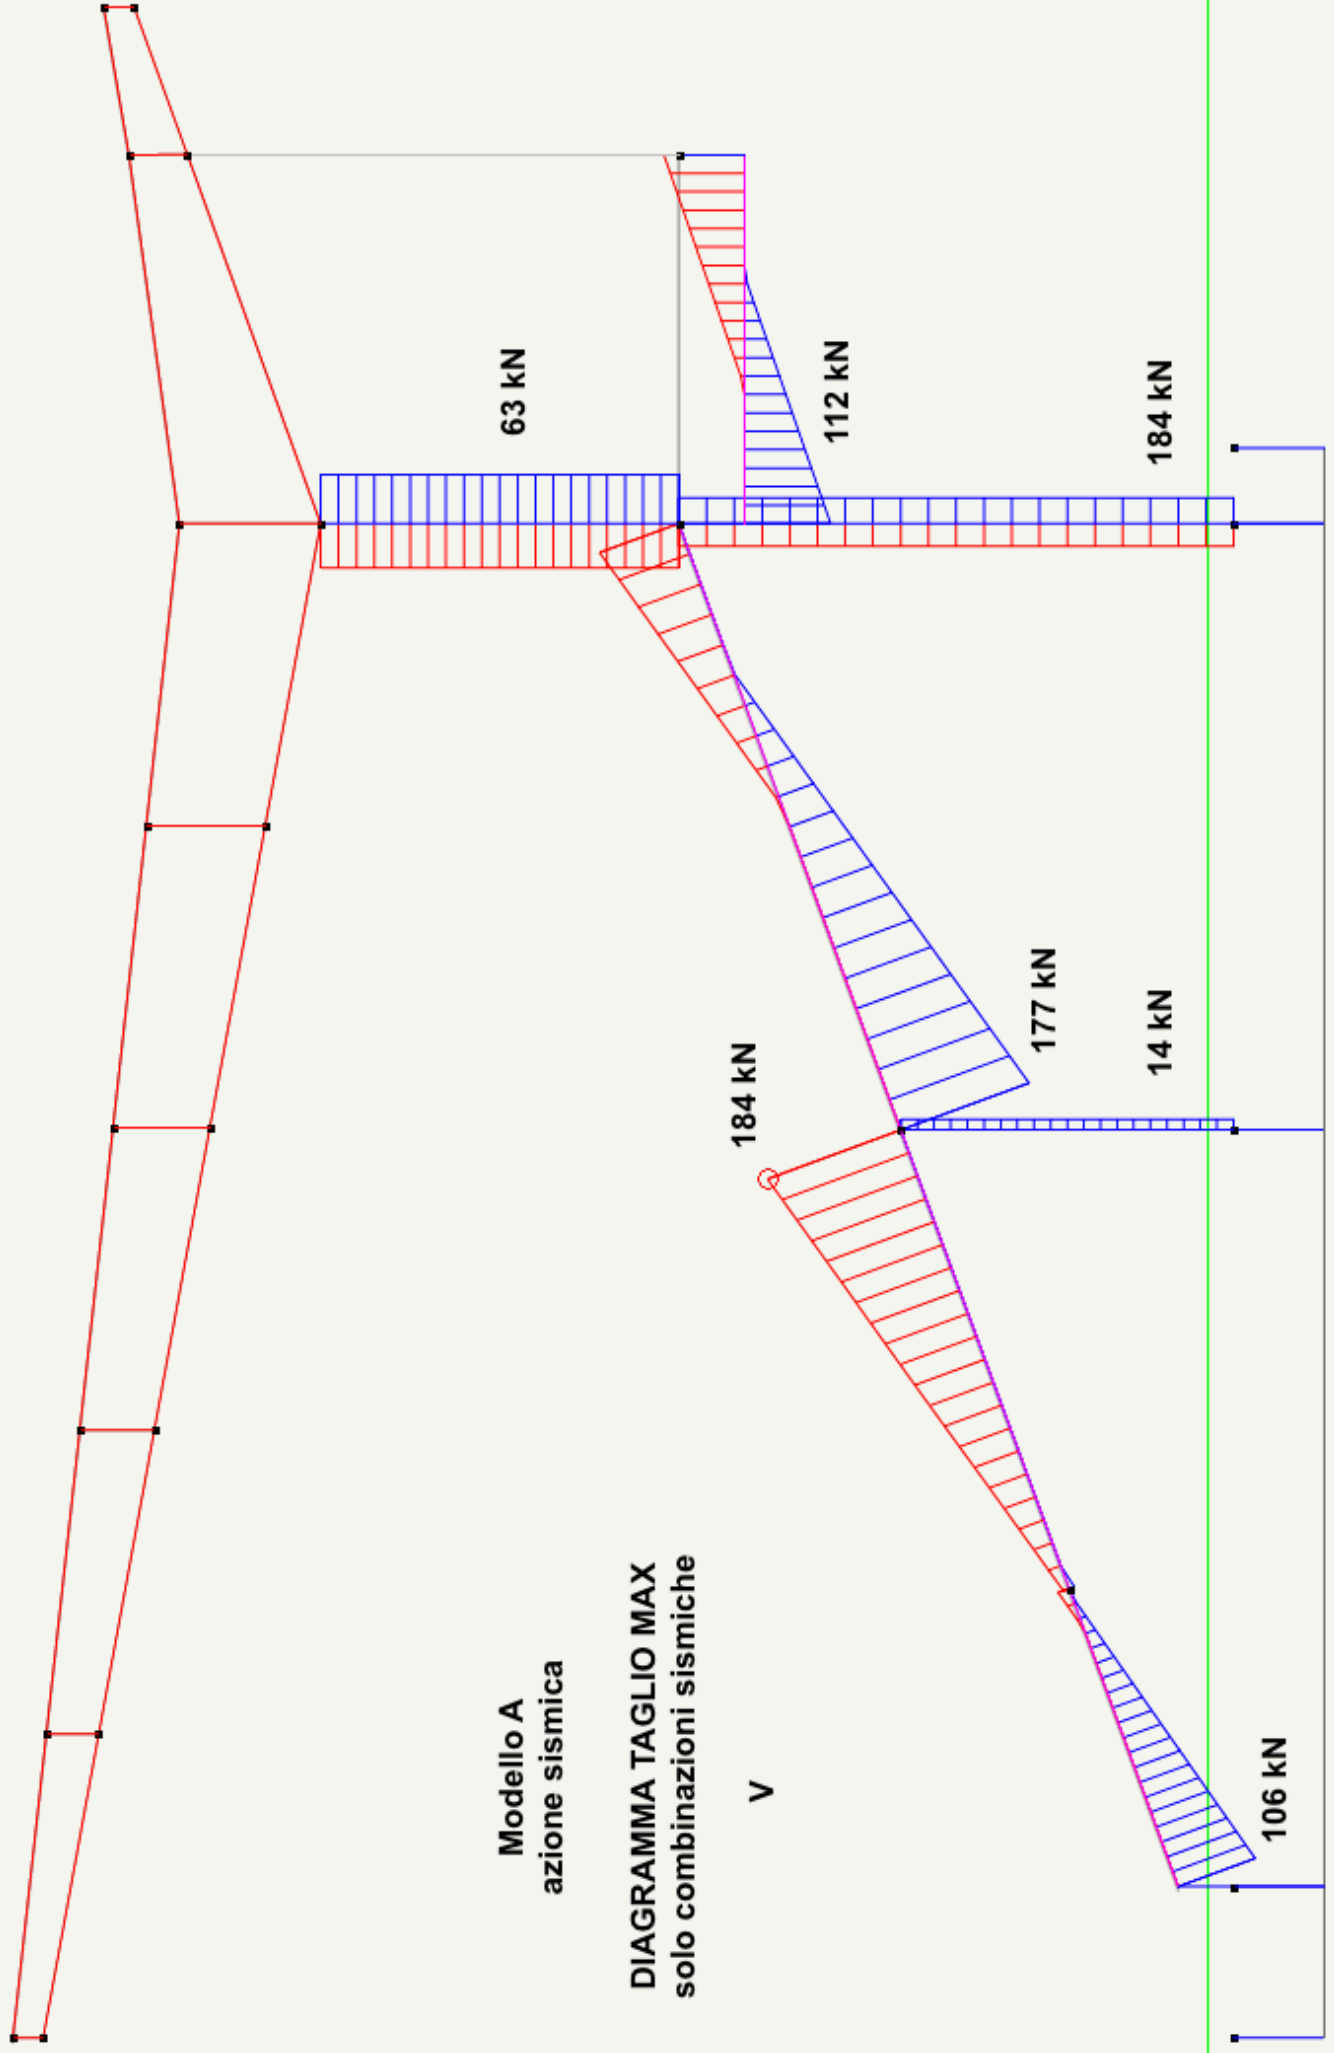 Modello A
azione sismica
DIAGRAMMA TAGLIO MAX
solo combinazioni sismiche
V
106 kN
184 kN
177 kN
14 kN
63 kN
112 kN
184 kN